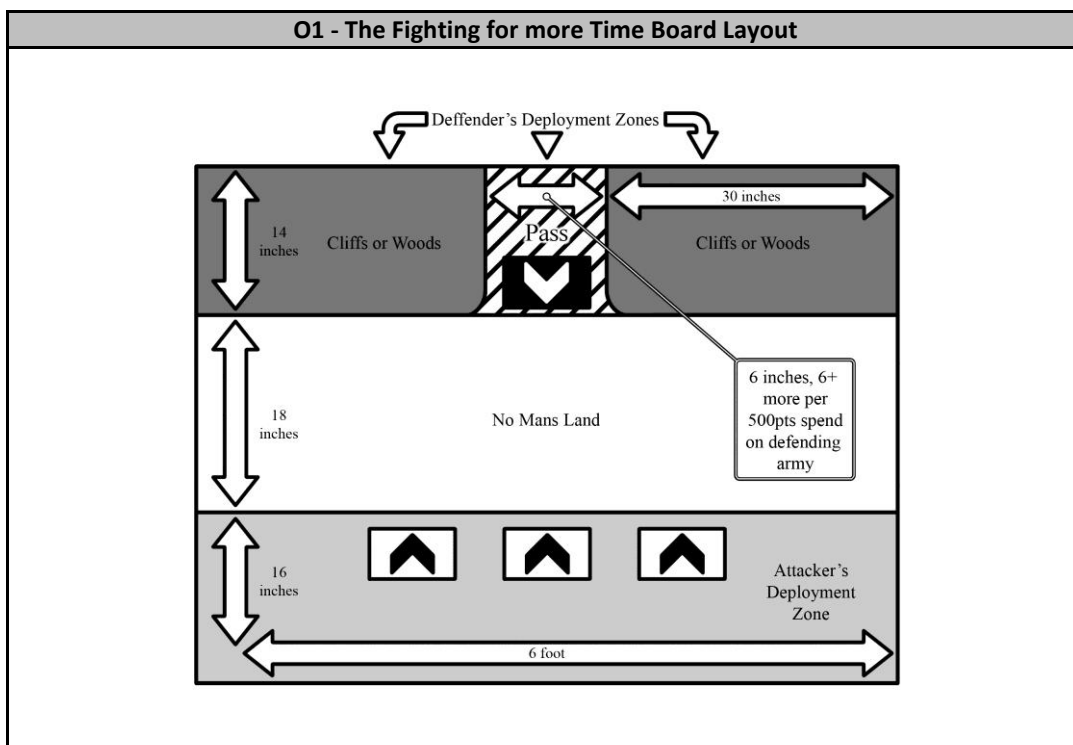 O1 - The Fighting for more Time Board Layout
Deffender's Deployment Zones
14
inches
Cliffs or Woods
Pass
30 inches
Cliffs or Woods
18
inches
No Mans Land
6 inches, 6+
more per
500pts spend
on defending
army
16
inches
Attacker's
Deployment
Zone
6 foot